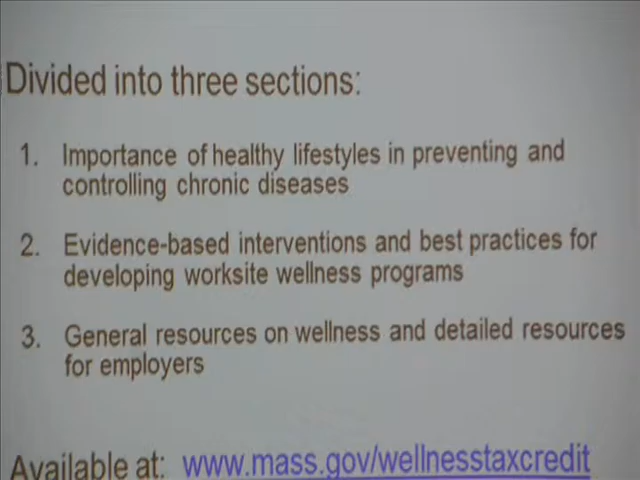 Divided into three sections:
1. Importance of healthy lifestyles in preventing and
controlling chronic diseases
2. Evidence-based interventions and best practices for
developing worksite wellness programs
3. General resources on wellness and detailed resources
for employers
Available at: www.mass.gov/wellnesstaxcredit